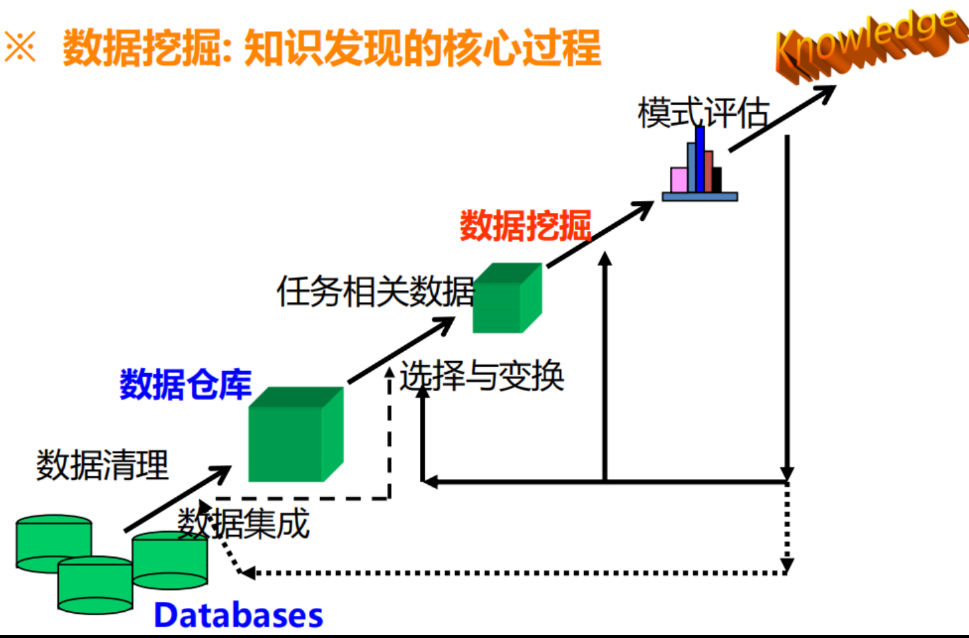 ※ 数据挖掘: 知识发现的核心过程
Knowledge
模式评估
数据挖掘
任务相关数据
选择与变换
数据仓库
数据清理
数据集成
Databases